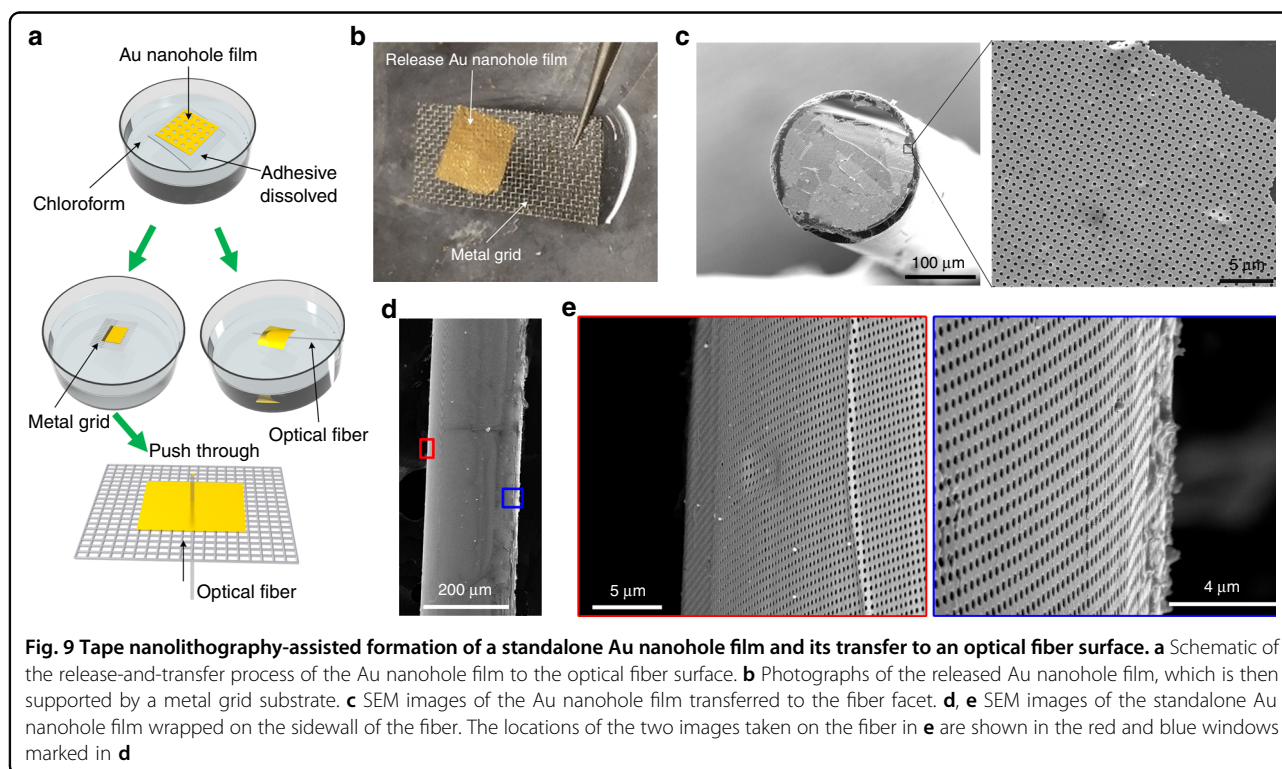 a
Au nanohole film
Chloroform
Adhesive
dissolved
Metal grid
Optical fiber
Push through
Optical fiber
b
Release Au nanohole film
Metal grid
c
100 μm
5 μm
d
200 μm
e
5 μm
4 μm
Fig. 9 Tape nanolithography-assisted formation of a standalone Au nanohole film and its transfer to an optical fiber surface. a Schematic of
the release-and-transfer process of the Au nanohole film to the optical fiber surface. b Photographs of the released Au nanohole film, which is then
supported by a metal grid substrate. c SEM images of the Au nanohole film transferred to the fiber facet. d, e SEM images of the standalone Au
nanohole film wrapped on the sidewall of the fiber. The locations of the two images taken on the fiber in e are shown in the red and blue windows
marked in d